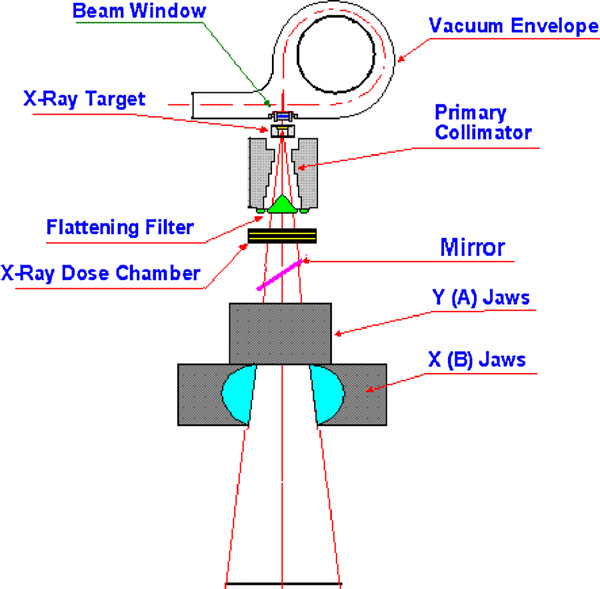 Beam Window
Vacuum Envelope
X-Ray Target
Primary
Collimator
Flattening Filter
Mirror
X-Ray Dose Chamber
Y (A) Jaws
X (B) Jaws